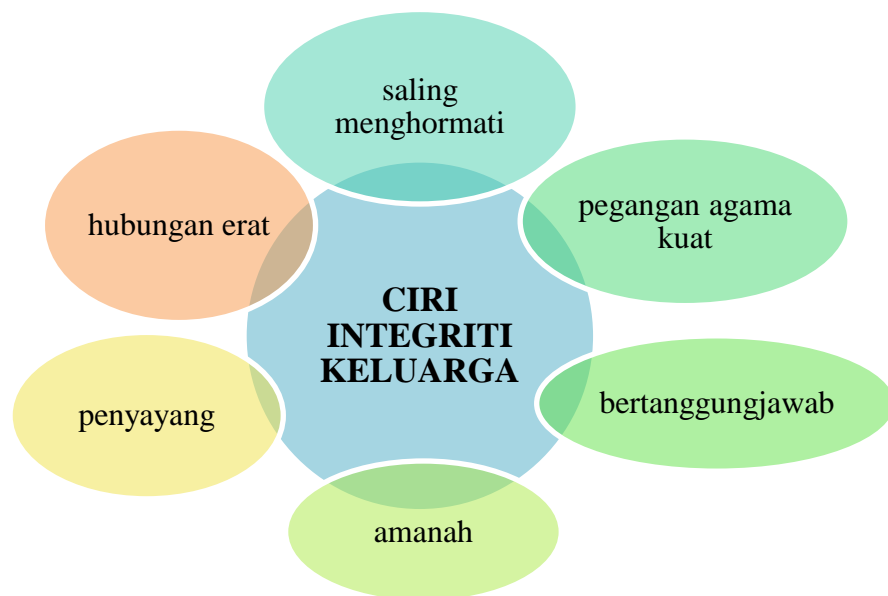 saling
menghormati
pegangan agama
kuat
hubungan erat
CIRI
INTEGRITI
KELUARGA
bertanggungjawab
penyayang
amanah